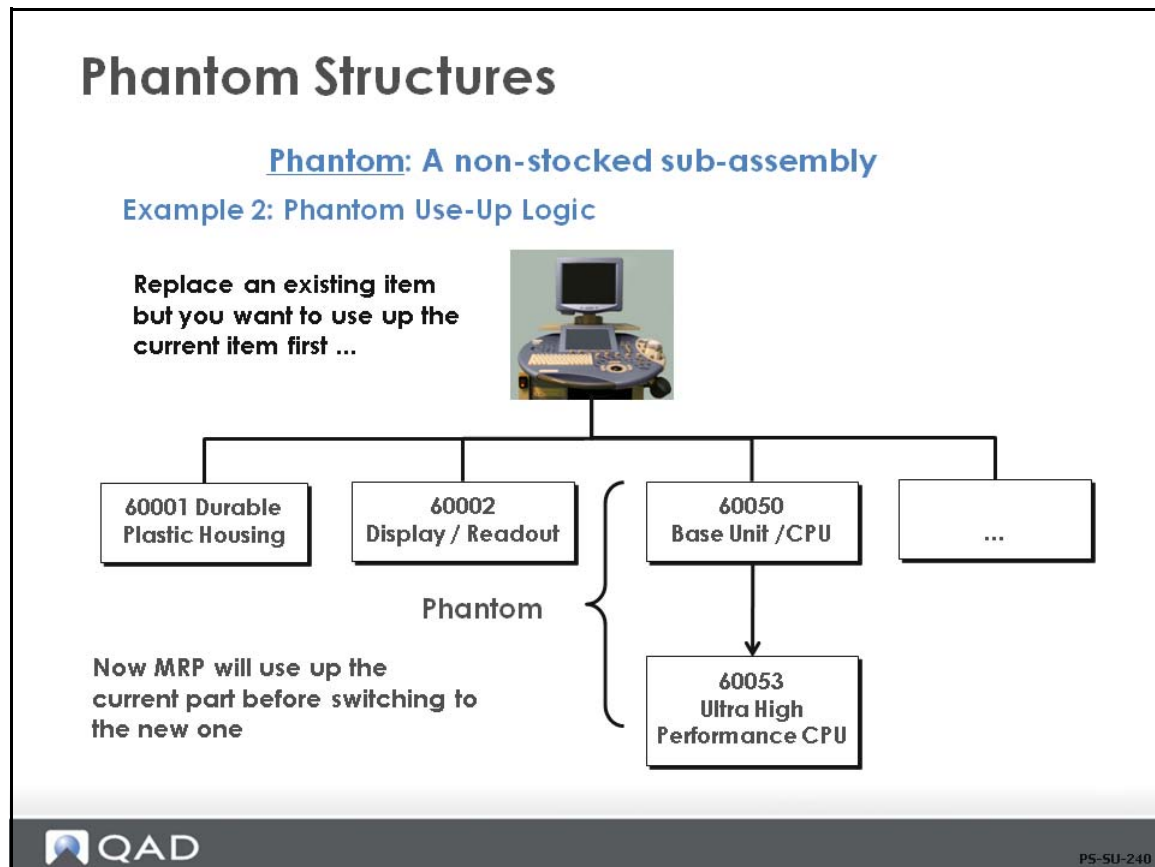 Phantom Structures
Phantom: A non-stocked sub-assembly
Example 2: Phantom Use-Up Logic
Replace an existing item
but you want to use up the
current item first ...
60001 Durable
Plastic Housing
60002
Display / Readout
60050
Base Unit /CPU
...
Phantom
Now MRP will use up the
current part before switching to
the new one
60053
Ultra High
Performance CPU
QAD
PS-SU-240